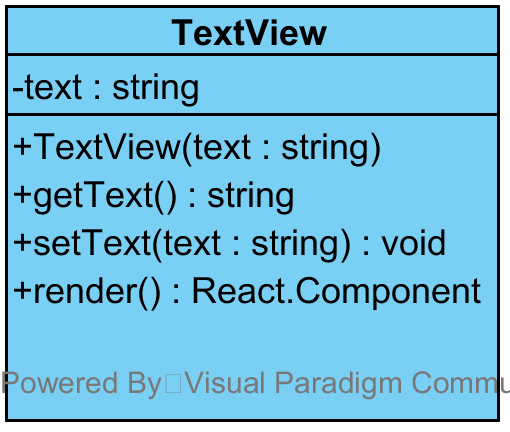 TextView
-text : string
+TextView(text : string)
+getText() : string
+setText(text : string) : void
+render() : React.Component
Powered By Visual Paradigm Commu